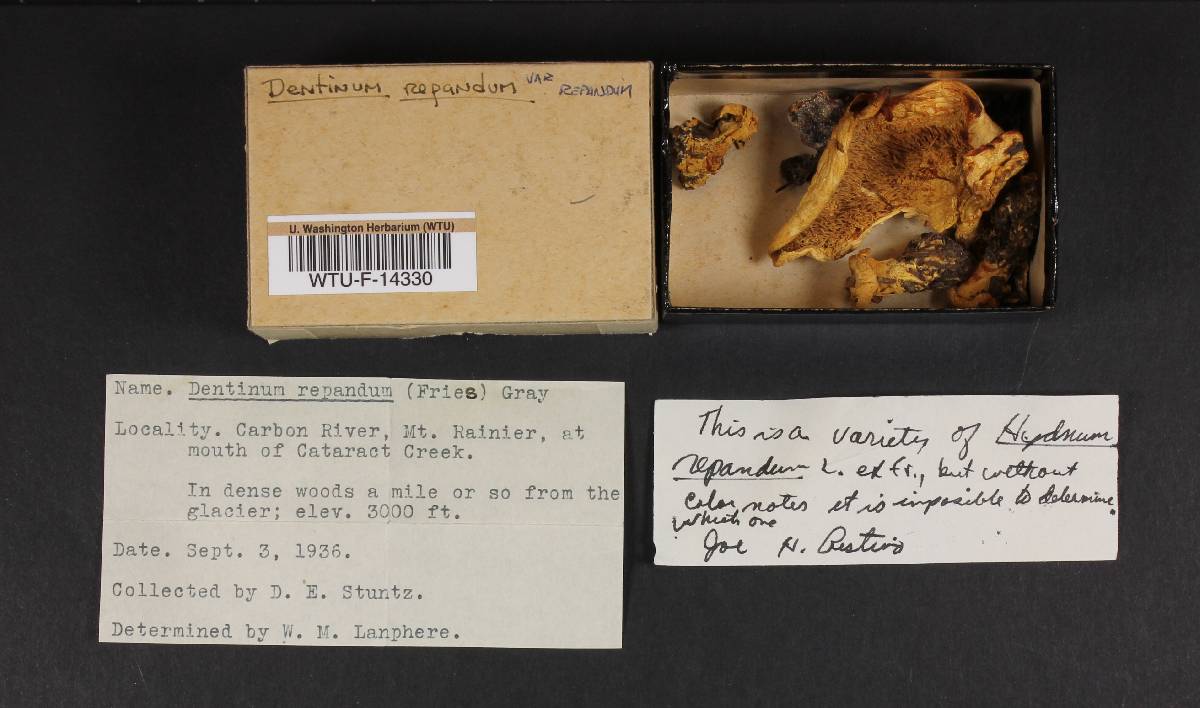 Dentinum repandum VAR REPANDUM
U. Washington Herbarium (WTU)
WTU-F-14330
Name. Dentinum repandum (Fries) Gray
Locality. Carbon River, Mt. Rainier, at
mouth of Cataract Creek.
In dense woods a mile or so from the
glacier; elev. 3000 ft.
Date. Sept. 3, 1936.
Collected by D. E. Stuntz.
Determined by W. M. Lanphere.
This is a variety of Hydnum
repandum L. ex Fr., but without
color notes it is imposible to determine
which one.
Joe H.